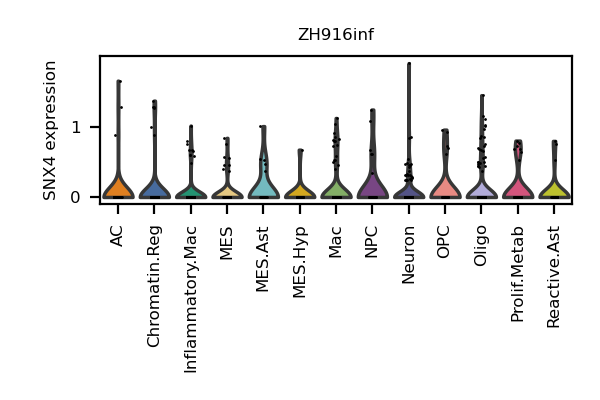 ZH916inf
SNX4 expression
1
0
AC
Chromatin.Reg
Inflammatory.Mac
MES
MES.Ast
MES.Hyp
Mac
NPC
Neuron
OPC
Oligo
Prolif.Metab
Reactive.Ast